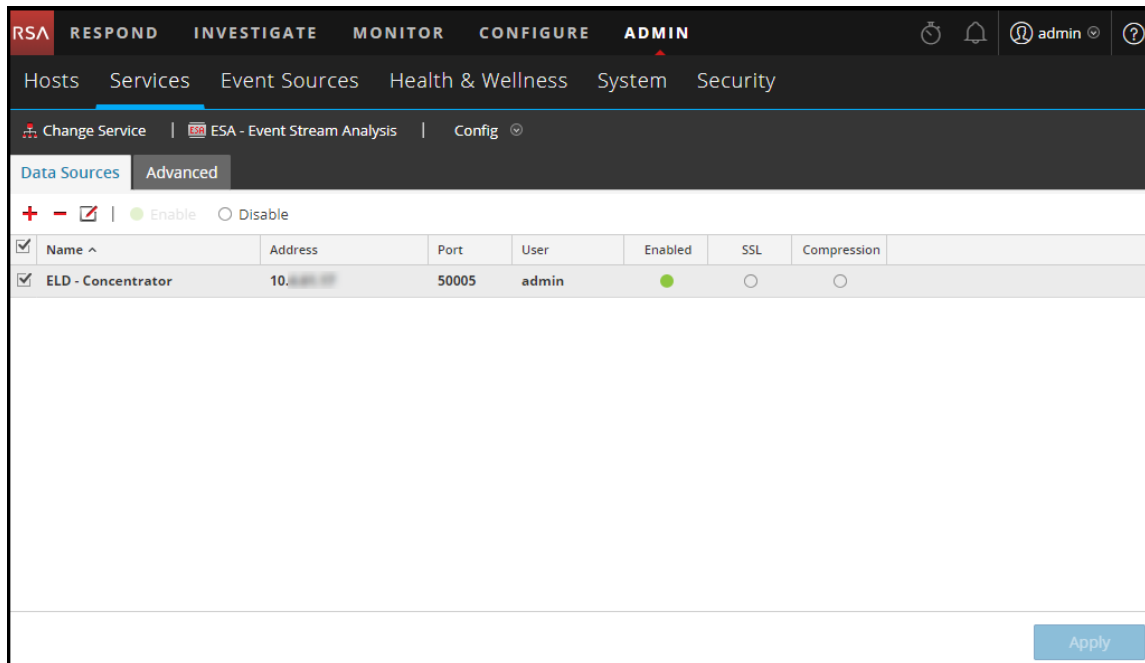 RSA RESPOND INVESTIGATE MONITOR CONFIGURE ADMIN admin ?
Hosts Services Event Sources Health & Wellness System Security
Change Service | ESA ESA - Event Stream Analysis | Config
Data Sources Advanced
Enable Disable
Name Address Port User Enabled SSL Compression
ELD - Concentrator 10. 50005 admin
Apply